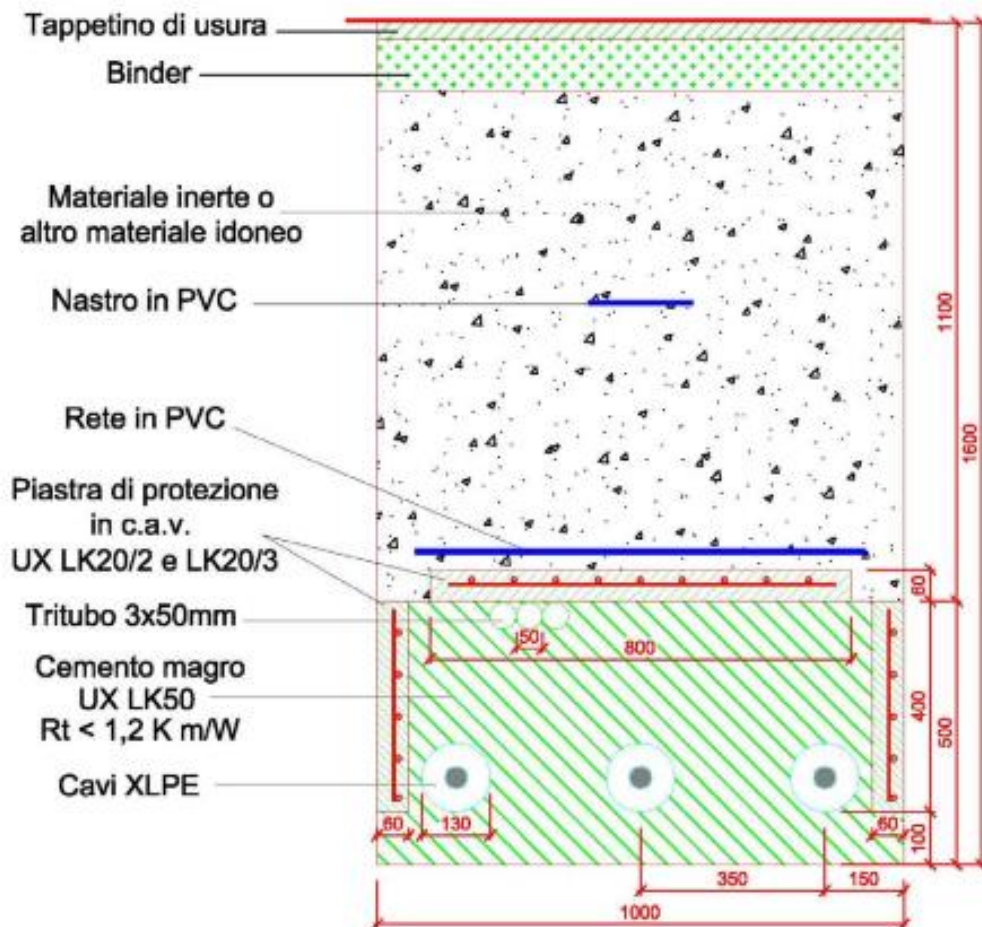 Tappetino di usura
Binder
Materiale inerte o
altro materiale idoneo
Nastro in PVC
Rete in PVC
Piastra di protezione
in c.a.v.
UX LK20/2 e LK20/3
Tritubo 3x50mm
Cemento magro
UX LK50
Rt < 1,2 K m/W
Cavi XLPE
1100
1600
60
50
800
400
500
60
130
60
100
350
150
1000